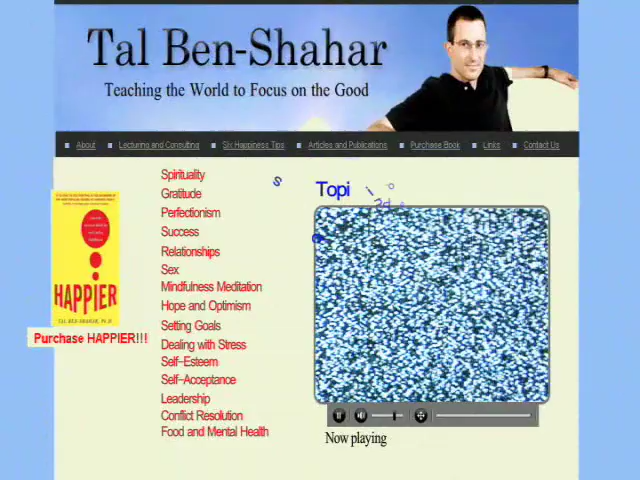 Tal Ben-Shahar
Teaching the World to Focus on the Good
About
Lecturing and Consulting
Six Happiness Tips
Articles and Publications
Purchase Book
Links
Contact Us
Spirituality
Gratitude
Perfectionism
Success
Relationships
Sex
Mindfulness Meditation
Hope and Optimism
Setting Goals
Dealing with Stress
Self-Esteem
Self-Acceptance
Leadership
Conflict Resolution
Food and Mental Health
HAPPIER
TAL BEN-SHAHAR, Ph.D.
Purchase HAPPIER!!!
Topi
Now playing